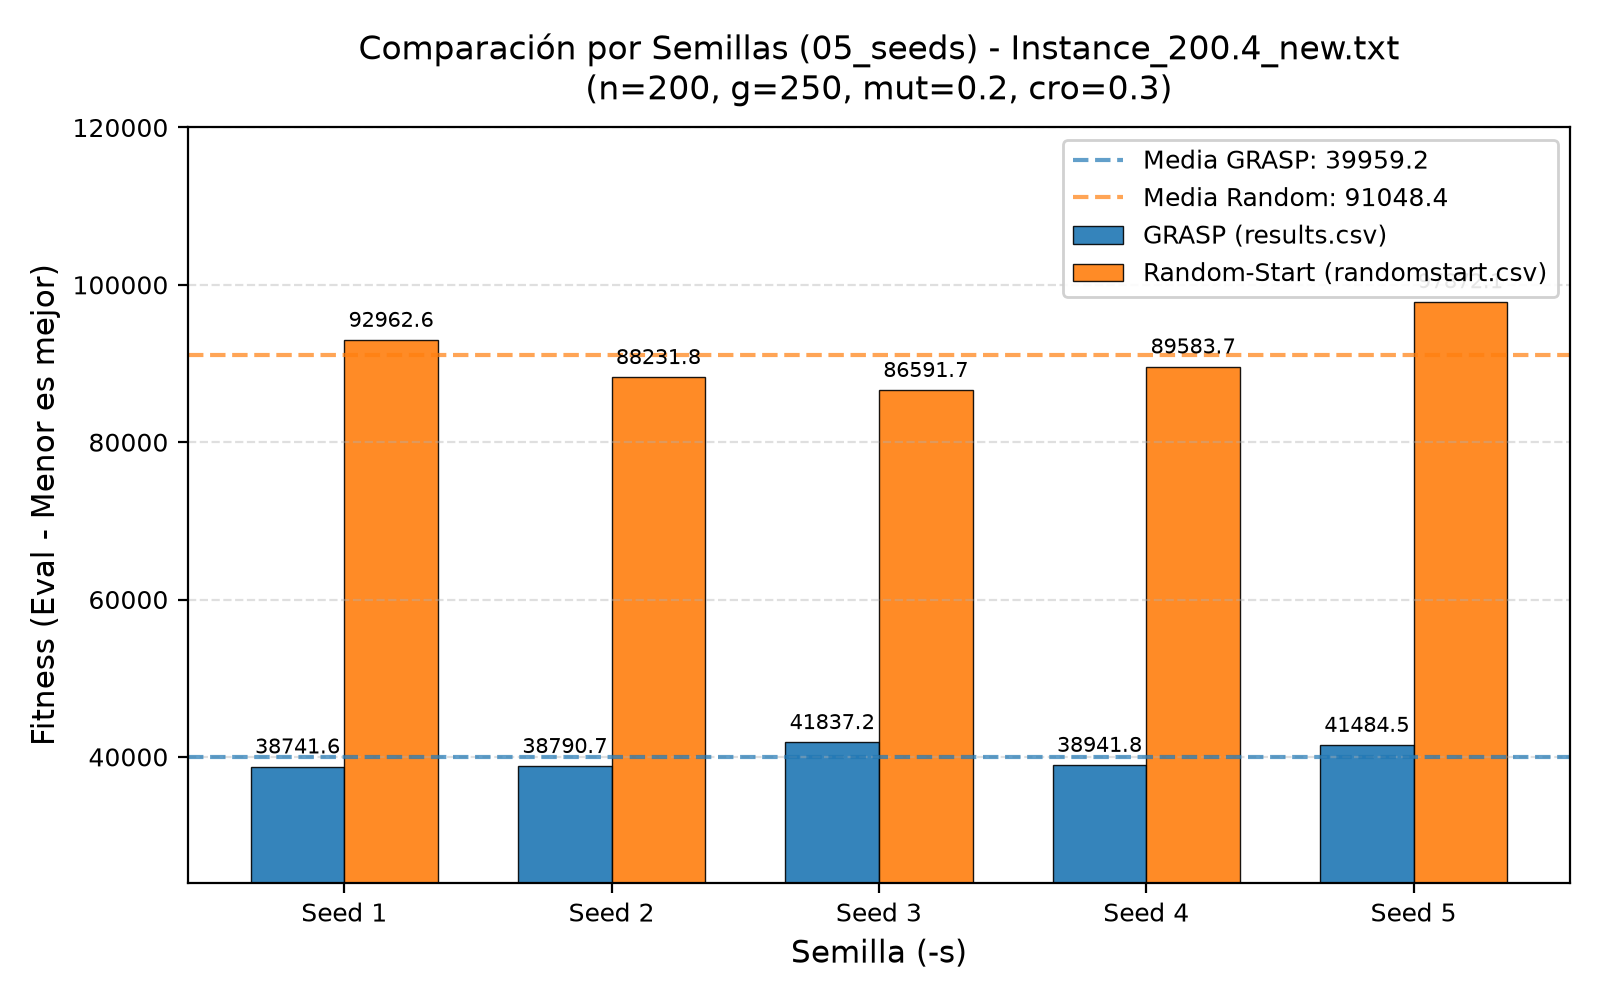 Comparación por Semillas (05_seeds) - Instance_200.4_new.txt
(n=200, g=250, mut=0.2, cro=0.3)
120000
100000
80000
60000
40000
Fitness (Eval - Menor es mejor)
Media GRASP: 39959.2
Media Random: 91048.4
GRASP (results.csv)
Random-Start (randomstart.csv)
92962.6
88231.8
86591.7
89583.7
38741.6
38790.7
41837.2
38941.8
41484.5
Seed 1
Seed 2
Seed 3
Seed 4
Seed 5
Semilla (-s)